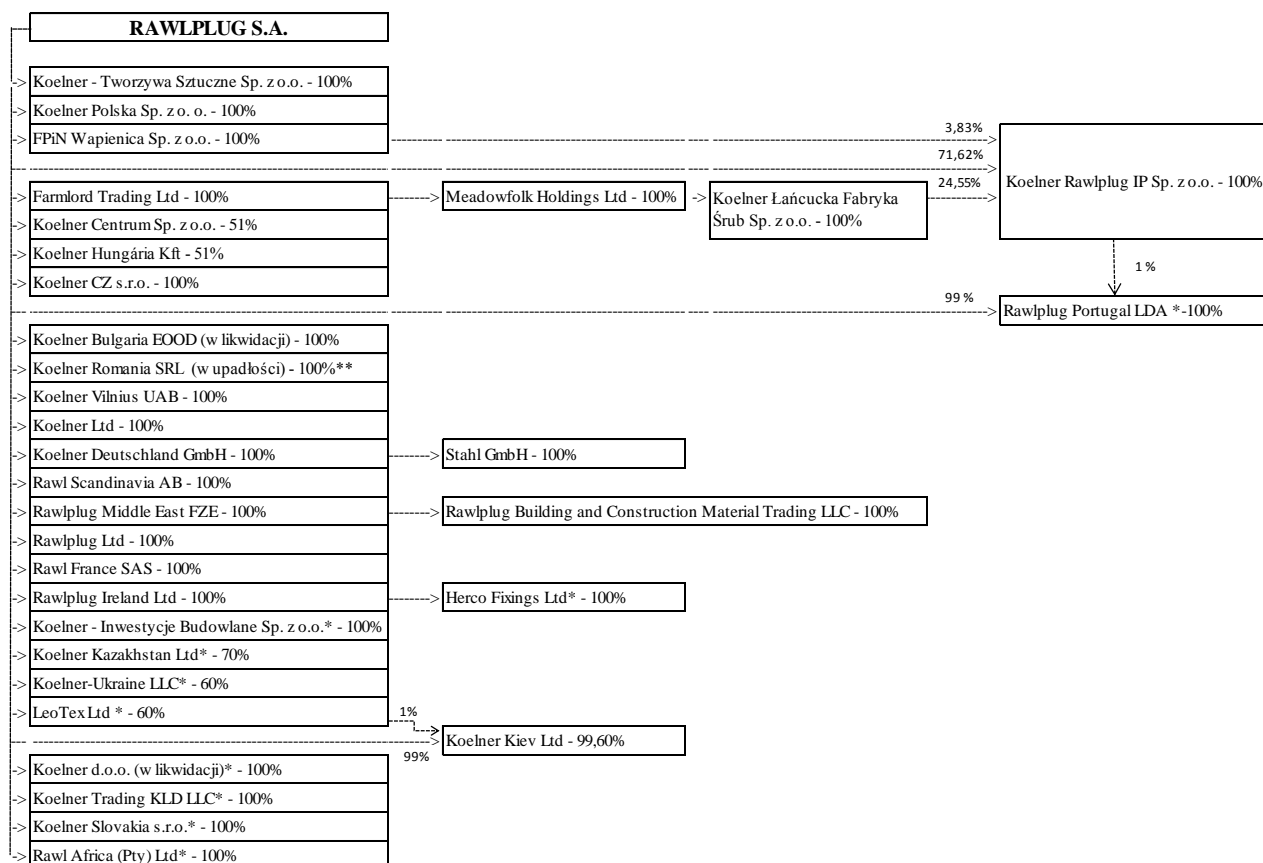 RAWLPLUG S.A.
Koelner - Tworzywa Sztuczne Sp. z o.o. - 100%
Koelner Polska Sp. z o. o. - 100%
FPiN Wapienica Sp. z o.o. - 100%
3,83%
71,62%
Koelner Rawlplug IP Sp. z o.o. - 100%
Farmlord Trading Ltd - 100%
Meadowfolk Holdings Ltd - 100%
Koelner Łańcucka Fabryka
Śrub Sp. z o.o. - 100%
24,55%
Koelner Centrum Sp. z o.o. - 51%
Koelner Hungária Kft - 51%
Koelner CZ s.r.o. - 100%
1 %
99 %
Rawlplug Portugal LDA *-100%
Koelner Bulgaria EOOD (w likwidacji) - 100%
Koelner Romania SRL (w upadłości) - 100%**
Koelner Vilnius UAB - 100%
Koelner Ltd - 100%
Koelner Deutschland GmbH - 100%
Stahl GmbH - 100%
Rawl Scandinavia AB - 100%
Rawlplug Middle East FZE - 100%
Rawlplug Building and Construction Material Trading LLC - 100%
Rawlplug Ltd - 100%
Rawl France SAS - 100%
Rawlplug Ireland Ltd - 100%
Herco Fixings Ltd* - 100%
Koelner - Inwestycje Budowlane Sp. z o.o.* - 100%
Koelner Kazakhstan Ltd* - 70%
Koelner-Ukraine LLC* - 60%
LeoTex Ltd * - 60%
1%
Koelner Kiev Ltd - 99,60%
99%
Koelner d.o.o. (w likwidacji)* - 100%
Koelner Trading KLD LLC* - 100%
Koelner Slovakia s.r.o.* - 100%
Rawl Africa (Pty) Ltd* - 100%